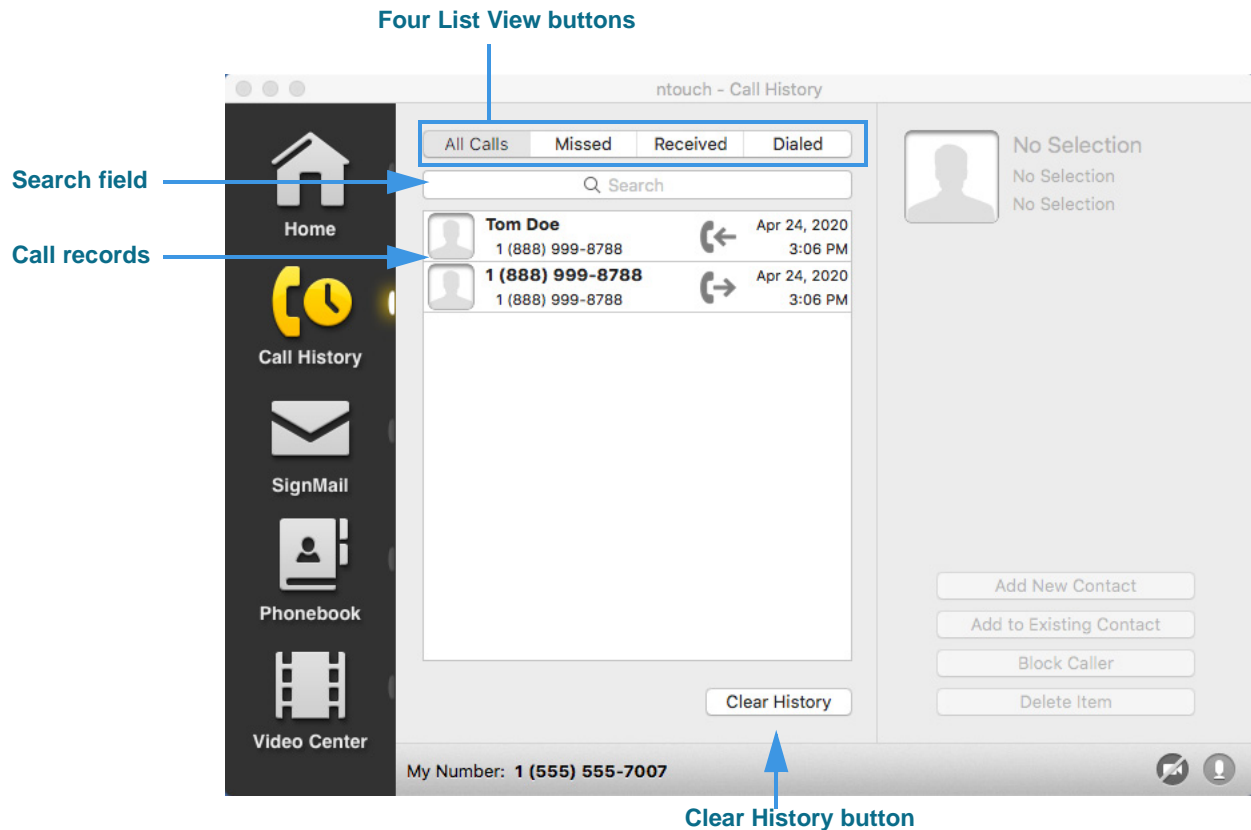 Four List View buttons
ntouch - Call History
All Calls Missed Received Dialed
Search field
Search
Call records
Tom Doe
1 (888) 999-8788
Apr 24, 2020
3:06 PM
1 (888) 999-8788
1 (888) 999-8788
Apr 24, 2020
3:06 PM
Home
Call History
SignMail
Phonebook
Video Center
No Selection
No Selection
No Selection
Add New Contact
Add to Existing Contact
Block Caller
Delete Item
Clear History
My Number: 1 (555) 555-7007
Clear History button